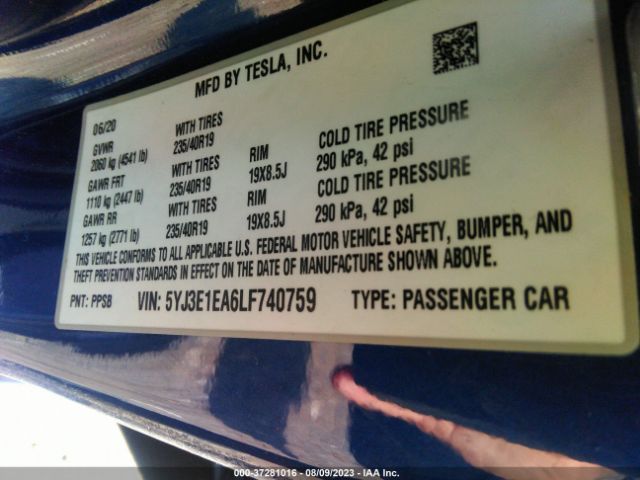 MFD BY TESLA, INC.
06/20
GVWR WITH TIRES RIM COLD TIRE PRESSURE
2060 kg (4541 lb) 235/40R19 19X8.5J 290 kPa, 42 psi
GAWR FRT WITH TIRES RIM COLD TIRE PRESSURE
1110 kg (2447 lb) 235/40R19 19X8.5J 290 kPa, 42 psi
GAWR RR WITH TIRES
1257 kg (2771 lb) 235/40R19
THIS VEHICLE CONFORMS TO ALL APPLICABLE U.S. FEDERAL MOTOR VEHICLE SAFETY, BUMPER, AND
THEFT PREVENTION STANDARDS IN EFFECT ON THE DATE OF MANUFACTURE SHOWN ABOVE.
PNT: PPSB VIN: 5YJ3E1EA6LF740759 TYPE: PASSENGER CAR
000-37281016 - 08/09/2023 - IAA Inc.